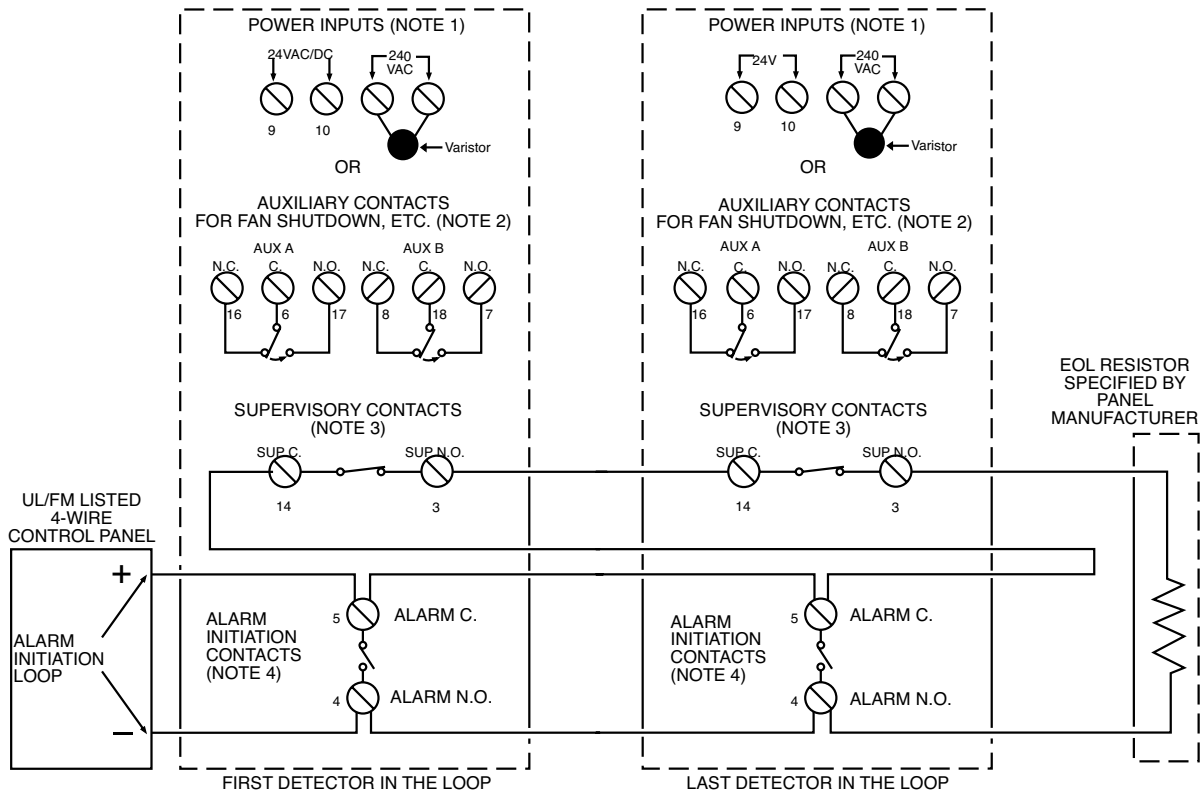 POWER INPUTS (NOTE 1)
24VAC/DC
240
VAC
9
10
Varistor
OR
AUXILIARY CONTACTS
FOR FAN SHUTDOWN, ETC. (NOTE 2)
AUX A
AUX B
N.C.
C.
N.O.
N.C.
C.
N.O.
16
6
17
8
18
7
SUPERVISORY CONTACTS
(NOTE 3)
SUP C.
SUP N.O.
14
3
POWER INPUTS (NOTE 1)
24V
240
VAC
9
10
Varistor
OR
AUXILIARY CONTACTS
FOR FAN SHUTDOWN, ETC. (NOTE 2)
AUX A
AUX B
N.C.
C.
N.O.
N.C.
C.
N.O.
16
6
17
8
18
7
SUPERVISORY CONTACTS
(NOTE 3)
SUP C.
SUP N.O.
14
3
EOL RESISTOR
SPECIFIED BY
PANEL
MANUFACTURER
UL/FM LISTED
4-WIRE
CONTROL PANEL
+
ALARM
INITIATION
LOOP
–
ALARM
INITIATION
CONTACTS
(NOTE 4)
5
ALARM C.
4
ALARM N.O.
FIRST DETECTOR IN THE LOOP
ALARM
INITIATION
CONTACTS
(NOTE 4)
5
ALARM C.
4
ALARM N.O.
LAST DETECTOR IN THE LOOP